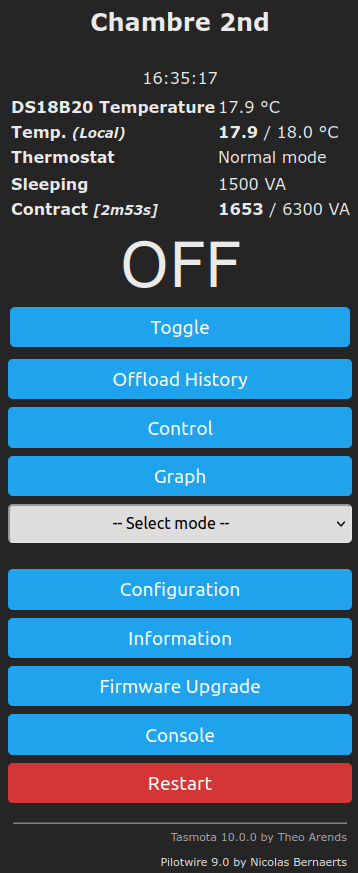 Chambre 2nd
16:35:17
DS18B20 Temperature 17.9 °C
Temp. (Local) 17.9 / 18.0 °C
Thermostat Normal mode
Sleeping 1500 VA
Contract [2m53s] 1653 / 6300 VA
OFF
Toggle
Offload History
Control
Graph
-- Select mode --
Configuration
Information
Firmware Upgrade
Console
Restart
Tasmota 10.0.0 by Theo Arends
Pilotwire 9.0 by Nicolas Bernaerts